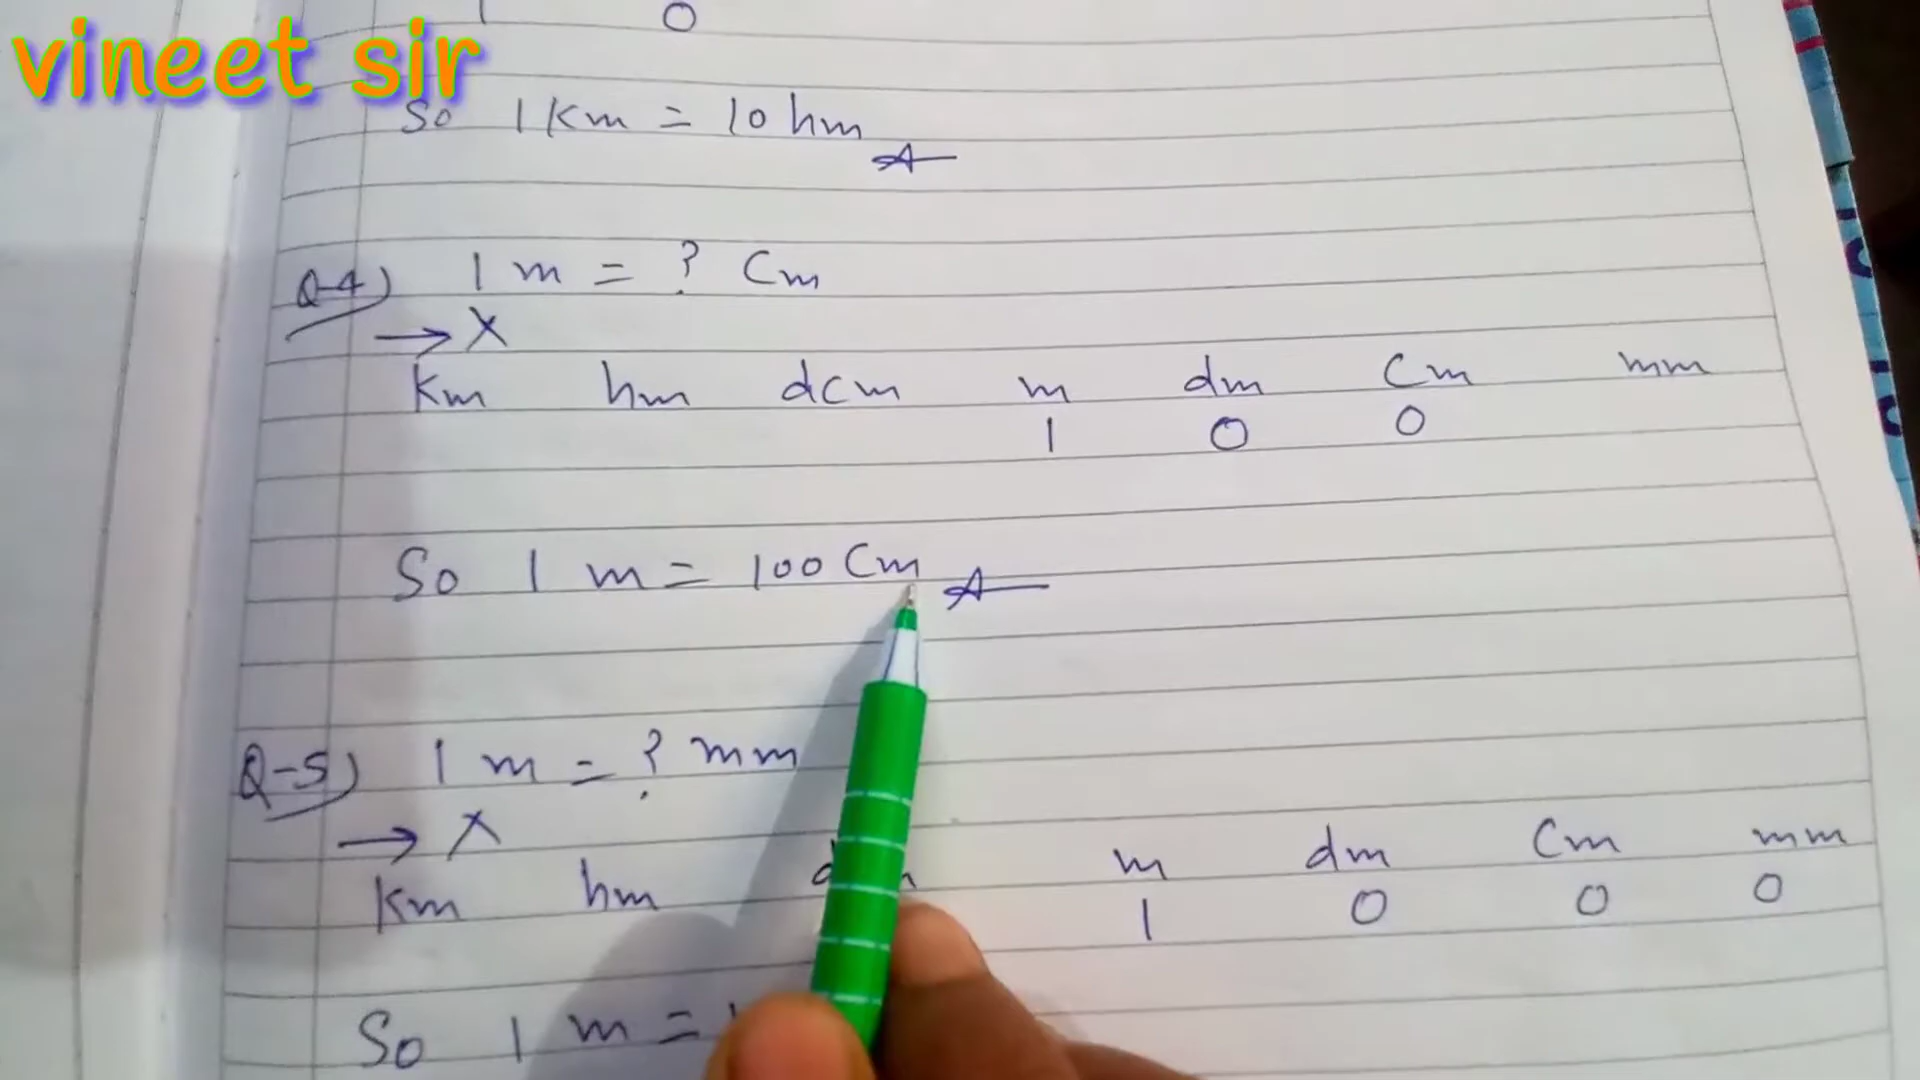 vineet sir
1 0
So 1 Km = 10 hm A
Q-4) 1 m = ? Cm
→ X
Km hm dcm m dm Cm mm
1 0 0
So 1 m = 100 Cm A
Q-5) 1 m = ? mm
→ X
Km hm m dm Cm mm
1 0 0 0
So 1 m =